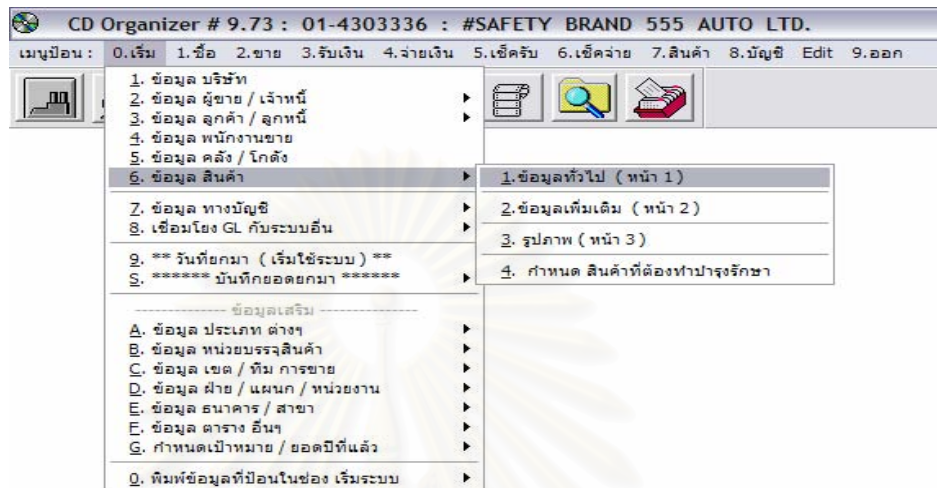 CD Organizer # 9.73 : 01-4303336 : #SAFETY BRAND 555 AUTO LTD.
เมนูป้อน : 0.เริ่ม 1.ซื้อ 2.ขาย 3.รับเงิน 4.จ่ายเงิน 5.เช็ครับ 6.เช็คจ่าย 7.สินค้า 8.บัญชี Edit 9.ออก
1. ข้อมูล บริษัท
2. ข้อมูล ผู้ขาย / เจ้าหนี้
3. ข้อมูล ลูกค้า / ลูกหนี้
4. ข้อมูล พนักงานขาย
5. ข้อมูล คลัง / โกดัง
6. ข้อมูล สินค้า
1.ข้อมูลทั่วไป ( หน้า 1 )
2.ข้อมูลเพิ่มเติม ( หน้า 2 )
3. รูปภาพ ( หน้า 3 )
4. กำหนด สินค้าที่ต้องทำบำรุงรักษา
7. ข้อมูล ทางบัญชี
8. เชื่อมโยง GL กับระบบอื่น
9. ** วันที่ยกมา ( เริ่มใช้ระบบ ) **
S. ****** บันทึกยอดยกมา ******
--------------- ข้อมูลเสริม ---------------
A. ข้อมูล ประเภท ต่างๆ
B. ข้อมูล หน่วยบรรจุสินค้า
C. ข้อมูล เขต / ทีม การขาย
D. ข้อมูล ฝ่าย / แผนก / หน่วยงาน
E. ข้อมูล ธนาคาร / สาขา
F. ข้อมูล ตาราง อื่นๆ
G. กำหนดเป้าหมาย / ยอดปีที่แล้ว
0. พิมพ์ข้อมูลที่ป้อนในช่อง เริ่มระบบ